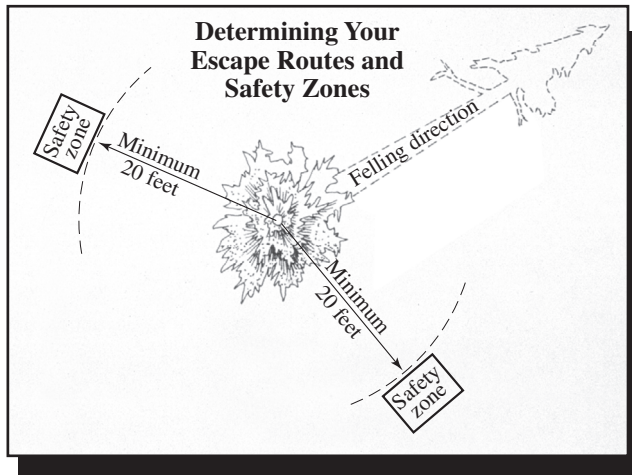 Determining Your
Escape Routes and
Safety Zones
Safety
zone
Minimum
20 feet
Felling direction
Minimum
20 feet
Safety
zone